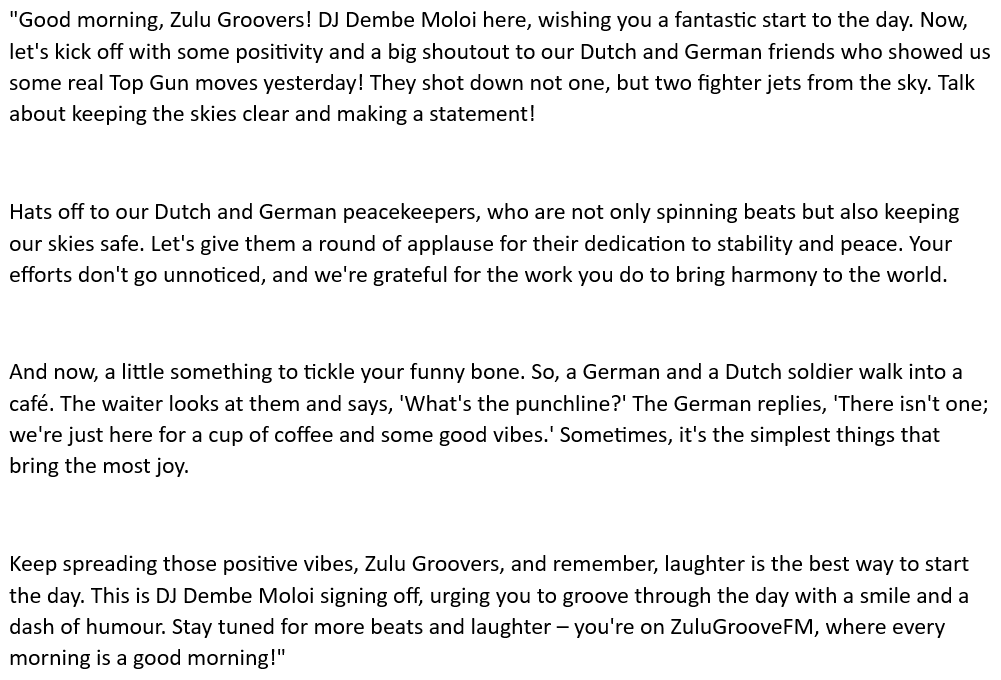 "Good morning, Zulu Groovers! DJ Dembe Moloi here, wishing you a fantastic start to the day. Now,
let's kick off with some positivity and a big shoutout to our Dutch and German friends who showed us
some real Top Gun moves yesterday! They shot down not one, but two fighter jets from the sky. Talk
about keeping the skies clear and making a statement!
Hats off to our Dutch and German peacekeepers, who are not only spinning beats but also keeping
our skies safe. Let's give them a round of applause for their dedication to stability and peace. Your
efforts don't go unnoticed, and we're grateful for the work you do to bring harmony to the world.
And now, a little something to tickle your funny bone. So, a German and a Dutch soldier walk into a
café. The waiter looks at them and says, 'What's the punchline?' The German replies, 'There isn't one;
we're just here for a cup of coffee and some good vibes.' Sometimes, it's the simplest things that
bring the most joy.
Keep spreading those positive vibes, Zulu Groovers, and remember, laughter is the best way to start
the day. This is DJ Dembe Moloi signing off, urging you to groove through the day with a smile and a
dash of humour. Stay tuned for more beats and laughter – you're on ZuluGrooveFM, where every
morning is a good morning!"